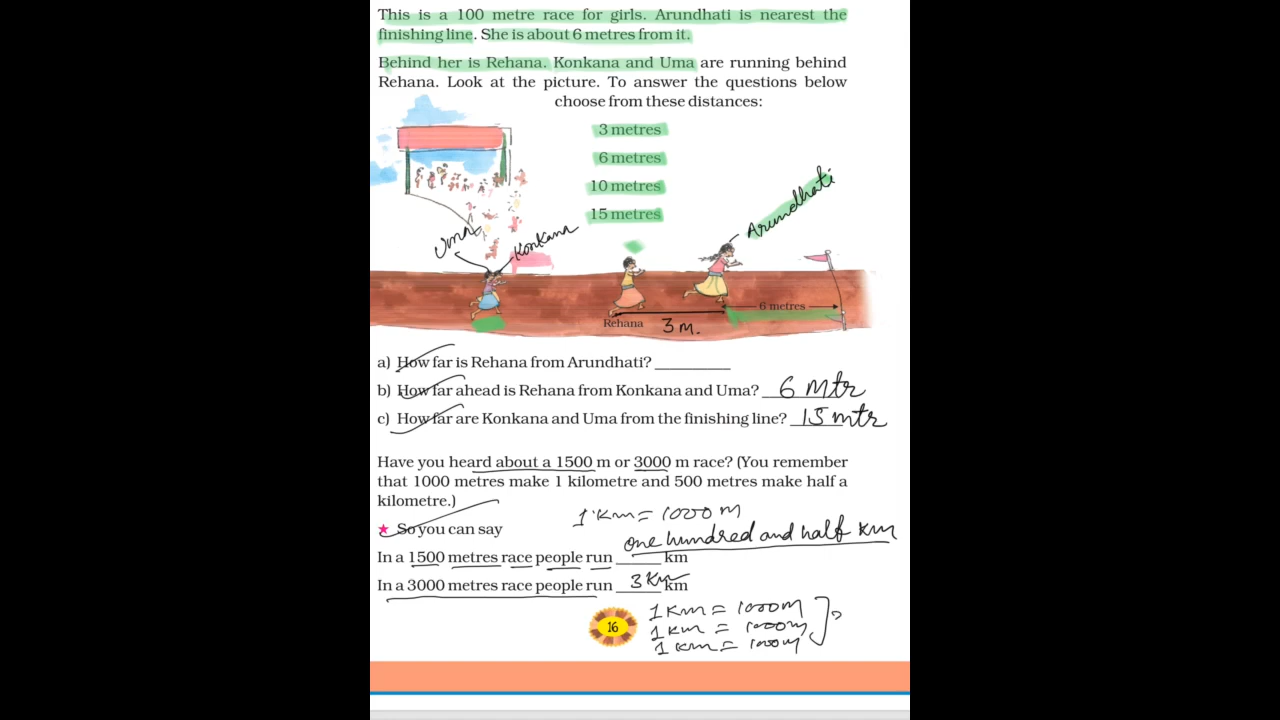 This is a 100 metre race for girls. Arundhati is nearest the
finishing line. She is about 6 metres from it.
Behind her is Rehana. Konkana and Uma are running behind
Rehana. Look at the picture. To answer the questions below
choose from these distances:
3 metres
6 metres
10 metres
15 metres
Arundhati
Uma
Konkana
6 metres
Rehana
3 m.
a) How far is Rehana from Arundhati? __________
b) How far ahead is Rehana from Konkana and Uma? 6 Mtr
c) How far are Konkana and Uma from the finishing line? 15 mtr
Have you heard about a 1500 m or 3000 m race? (You remember
that 1000 metres make 1 kilometre and 500 metres make half a
kilometre.)
1 Km = 1000 M
★ So you can say
one hundred and half km
In a 1500 metres race people run ______ km
In a 3000 metres race people run 3 Km km
1 Km = 1000 M
1 Km = 1000 M
1 Km = 1000 M
16